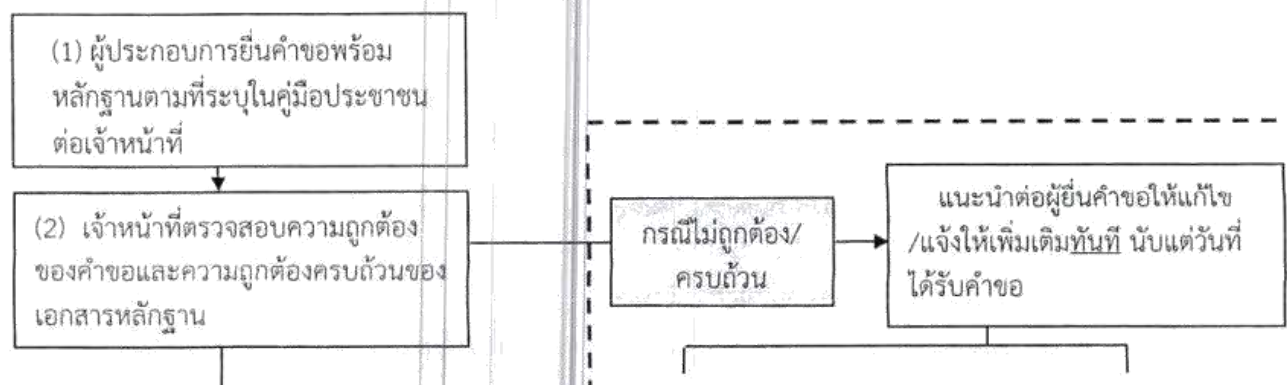 (1) ผู้ประกอบการยื่นคำขอพร้อม
หลักฐานตามที่ระบุในคู่มือประชาชน
ต่อเจ้าหน้าที่
(2) เจ้าหน้าที่ตรวจสอบความถูกต้อง
ของคำขอและความถูกต้องครบถ้วนของ
เอกสารหลักฐาน
กรณีไม่ถูกต้อง/
ครบถ้วน
แนะนำต่อผู้ยื่นคำขอให้แก้ไข
/แจ้งให้เพิ่มเติมทันที นับแต่วันที่
ได้รับคำขอ